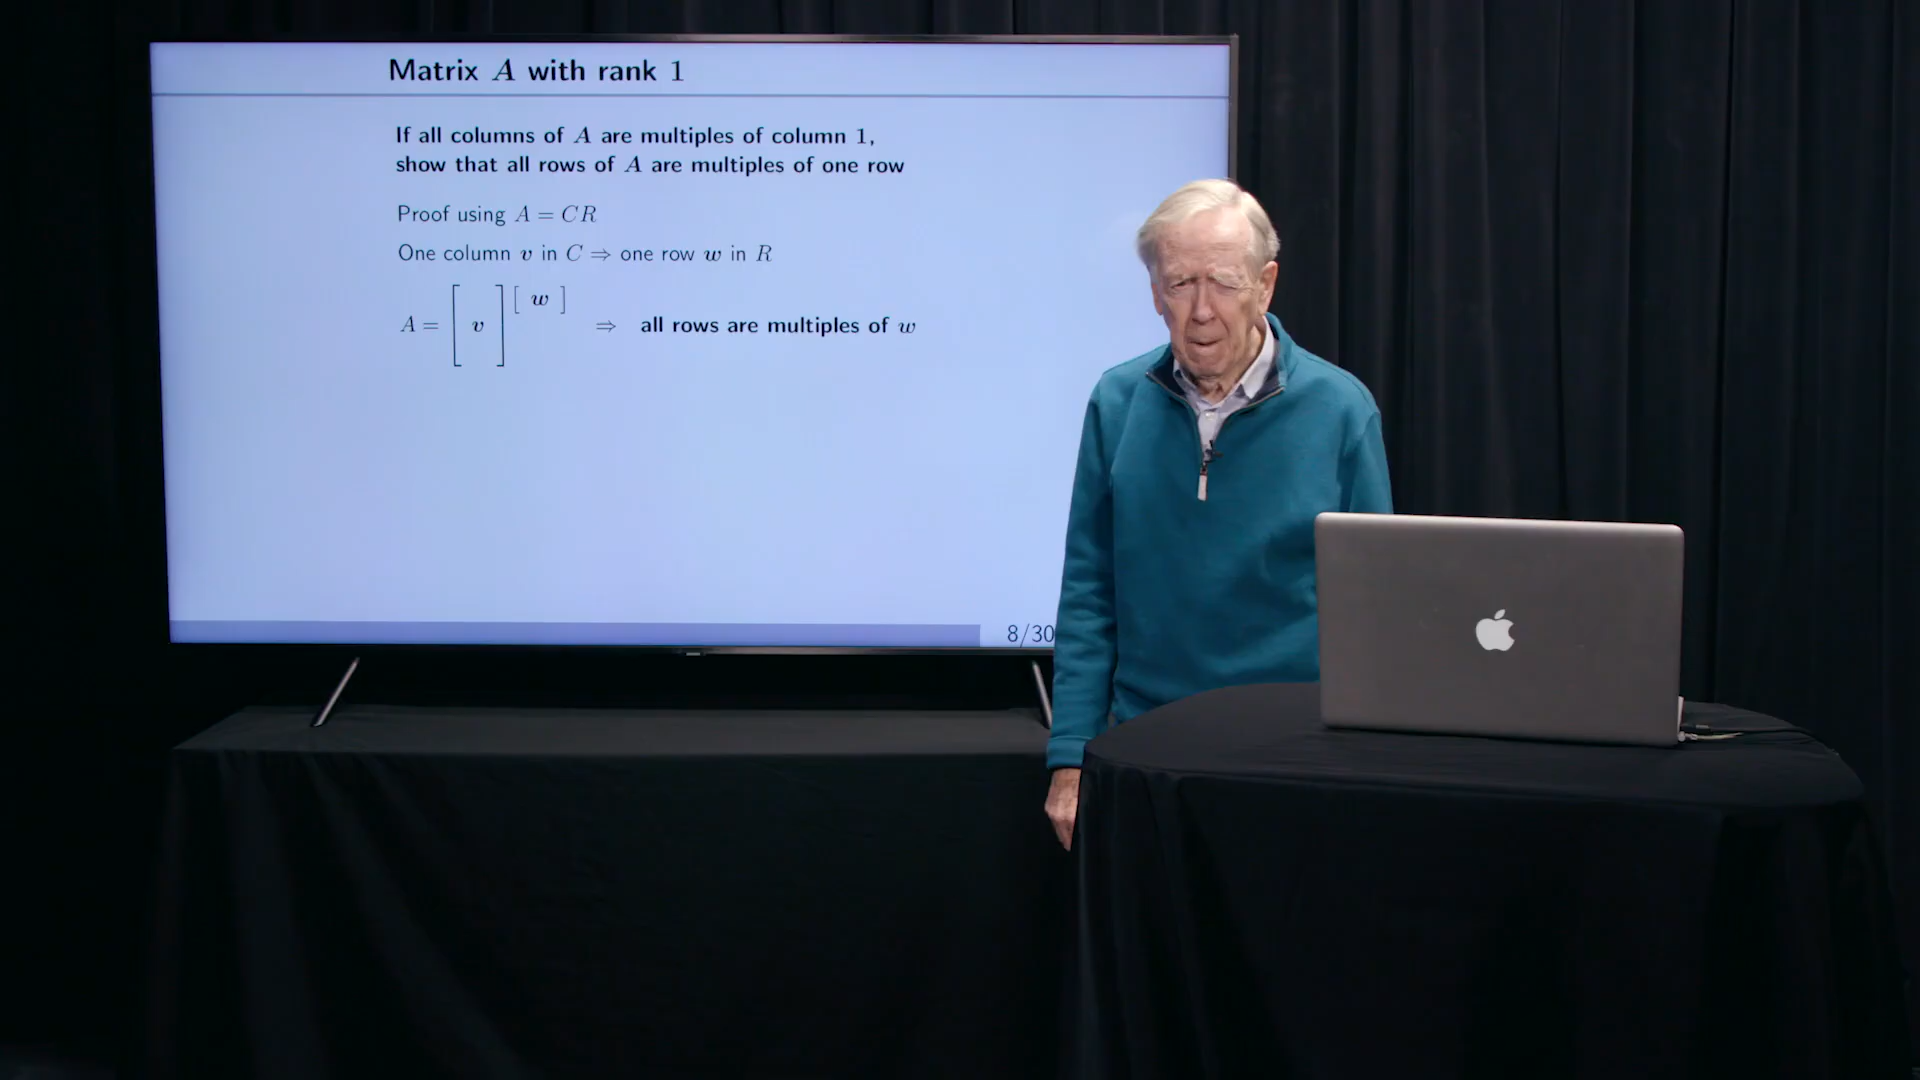 Matrix A with rank 1
If all columns of A are multiples of column 1,
show that all rows of A are multiples of one row
Proof using A = CR
One column v in C ⇒ one row w in R
A = [ v ] [ w ] ⇒ all rows are multiples of w
8/30